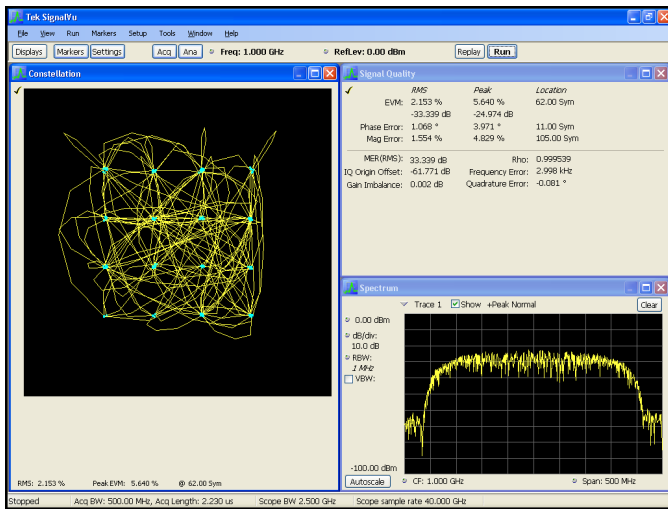 Tek SignalVu
File View Run Markers Setup Tools Window Help
Displays Markers Settings Acq Ana Freq: 1.000 GHz RefLev: 0.00 dBm Replay Run
Constellation
RMS: 2.153 % Peak EVM: 5.640 % @ 62.00 Sym
Signal Quality
RMS Peak Location
EVM: 2.153 % 5.640 % 62.00 Sym
-33.339 dB -24.974 dB
Phase Error: 1.068 ° 3.971 ° 11.00 Sym
Mag Error: 1.554 % 4.829 % 105.00 Sym
MER(RMS): 33.339 dB Rho: 0.999539
IQ Origin Offset: -61.771 dB Frequency Error: 2.998 kHz
Gain Imbalance: 0.002 dB Quadrature Error: -0.081 °
Spectrum
Trace 1 Show +Peak Normal Clear
0.00 dBm
dB/div:
10.0 dB
RBW:
1 MHz
VBW:
-100.00 dBm
Autoscale CF: 1.000 GHz Span: 500 MHz
Stopped Acq BW: 500.00 MHz, Acq Length: 2.230 us Scope BW 2.500 GHz Scope sample rate 40.000 GHz